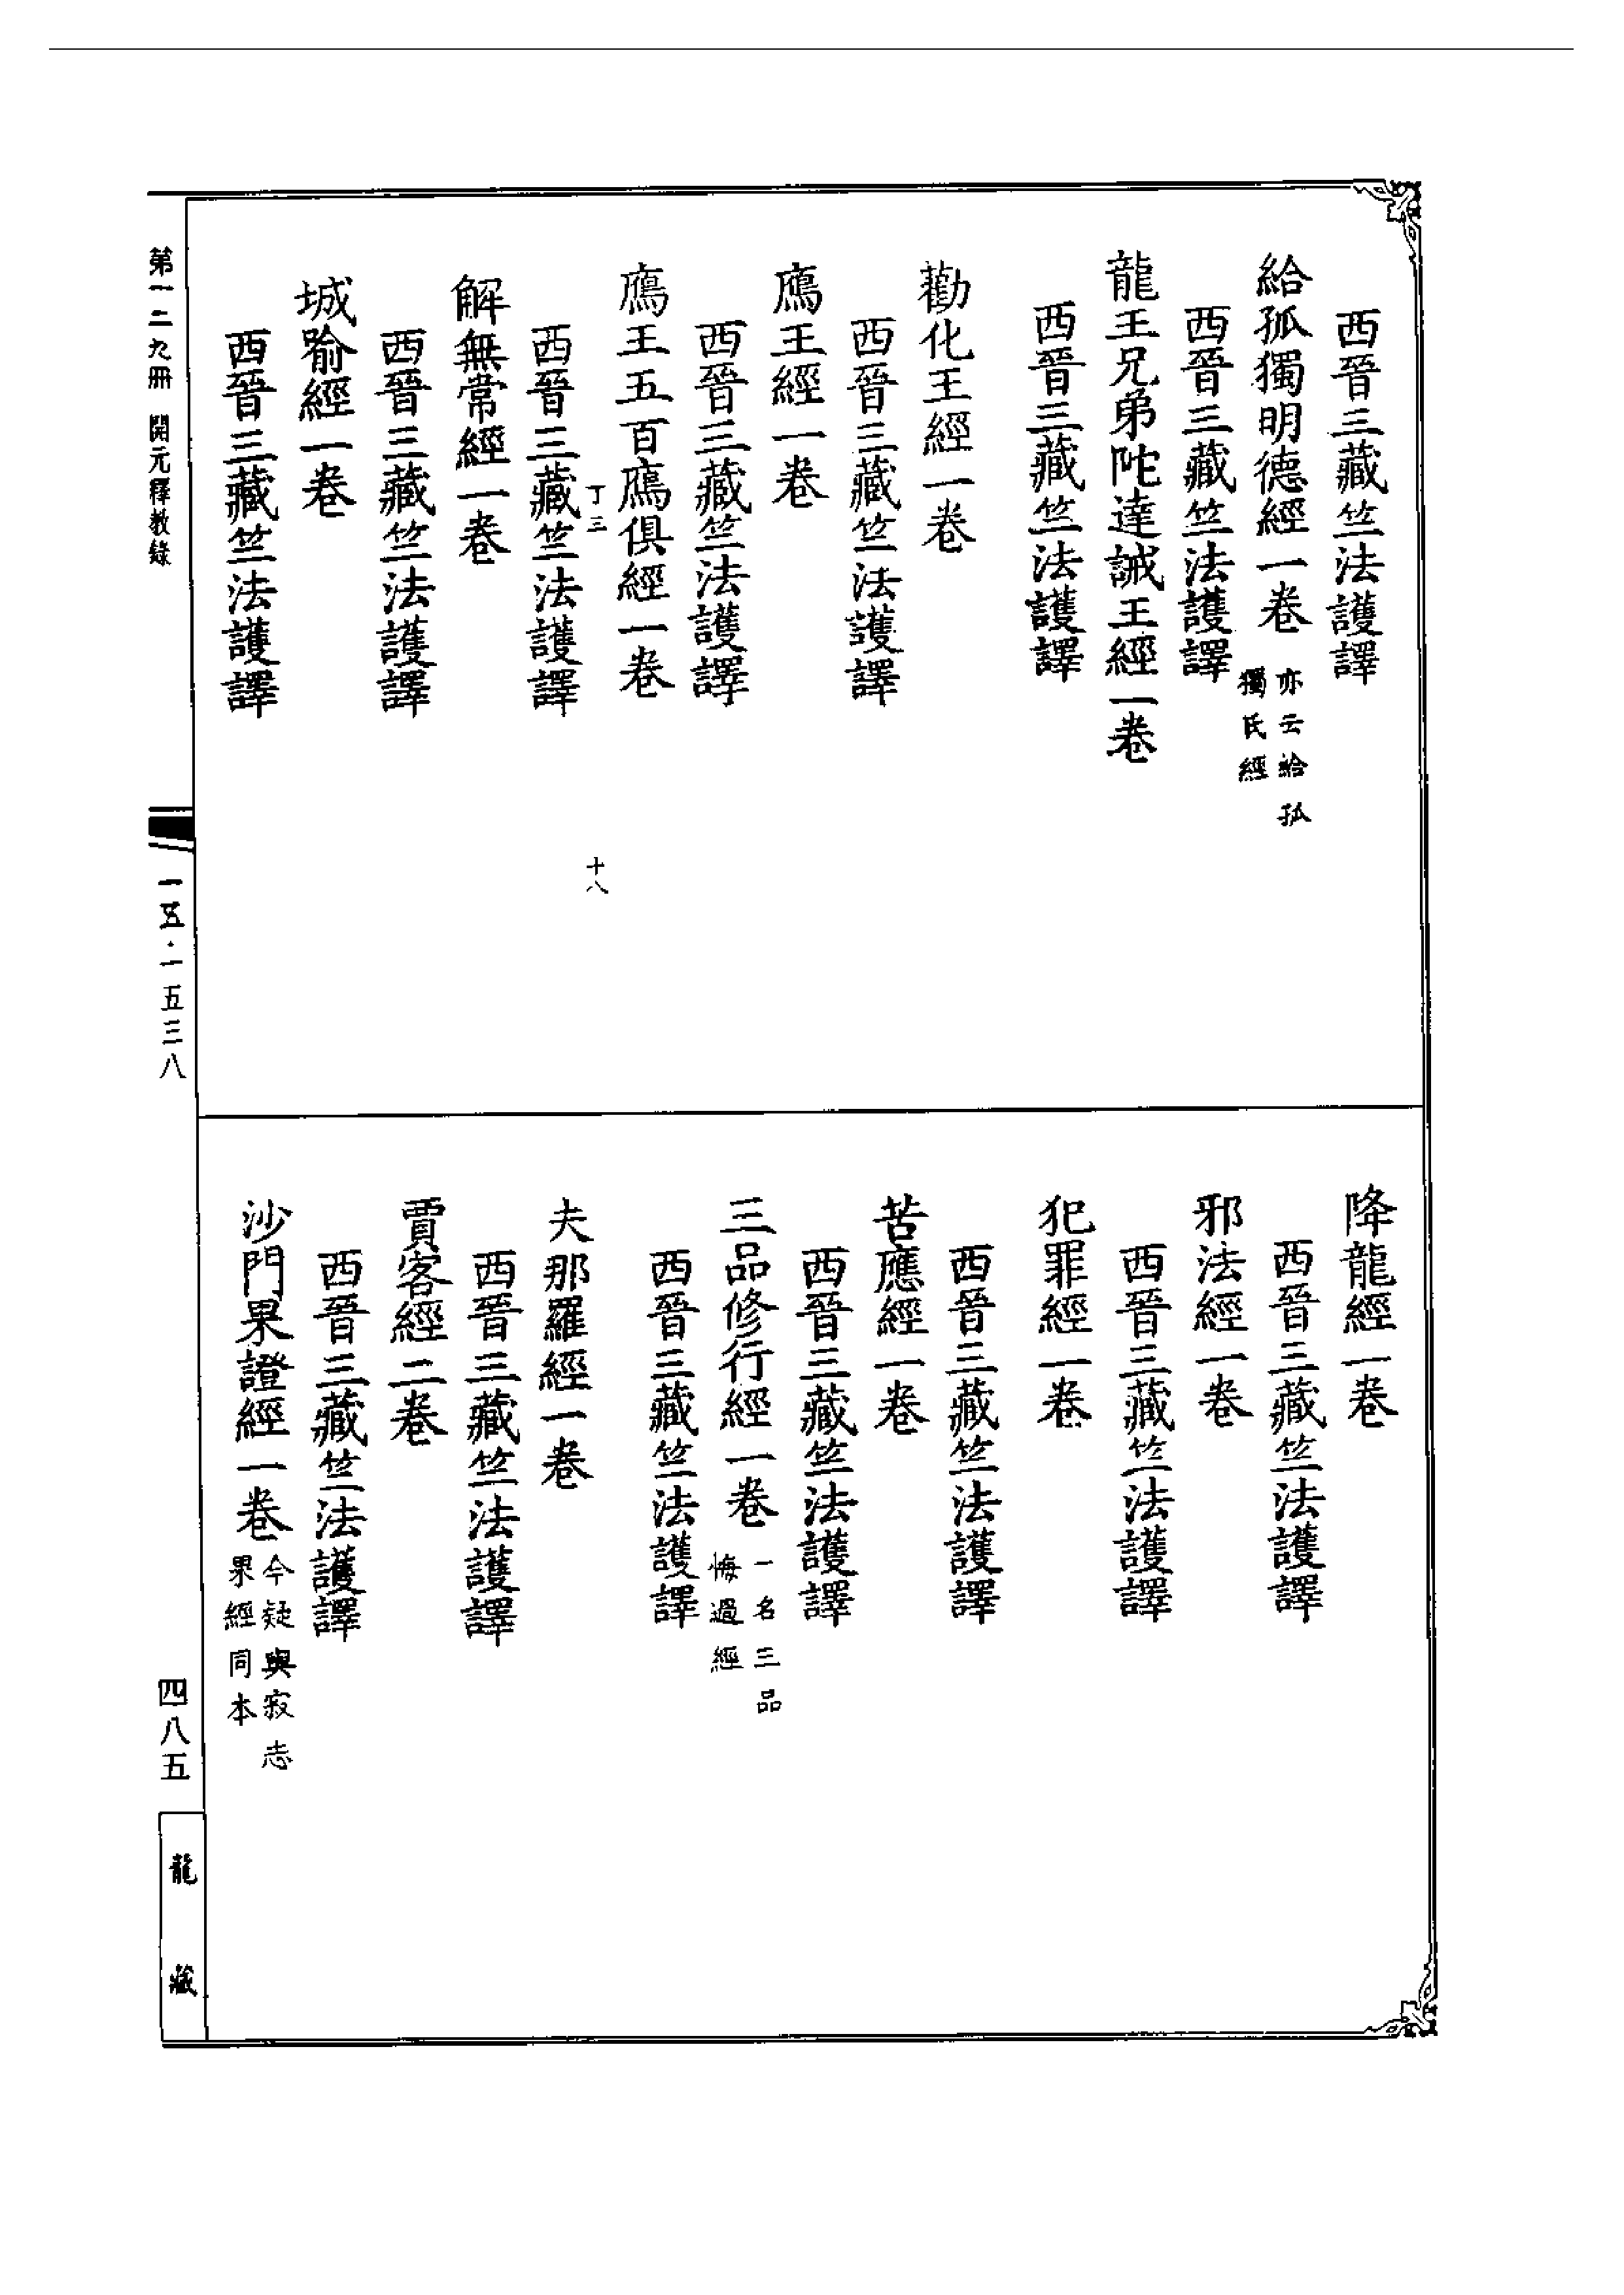 西晉三藏竺法護譯
給孤獨明德經一卷 亦云給孤
獨氏經
西晉三藏竺法護譯
龍王兄弟陀達誡王經一卷
西晉三藏竺法護譯
勸化王經一卷
西晉三藏竺法護譯
鴈王經一卷
西晉三藏竺法護譯
鴈王五百鴈俱經一卷
丁三
十八
西晉三藏竺法護譯
解無常經一卷
西晉三藏竺法護譯
城喻經一卷
西晉三藏竺法護譯
降龍經一卷
西晉三藏竺法護譯
邪法經一卷
西晉三藏竺法護譯
犯罪經一卷
西晉三藏竺法護譯
苦應經一卷
西晉三藏竺法護譯
三品修行經一卷 一名三品
悔過經
西晉三藏竺法護譯
夫那羅經一卷
西晉三藏竺法護譯
賈客經二卷
西晉三藏竺法護譯
沙門果證經一卷 今疑與寂志
果經同本
第一二九冊 開元釋教錄
一五·一五三八
四八五
龍藏